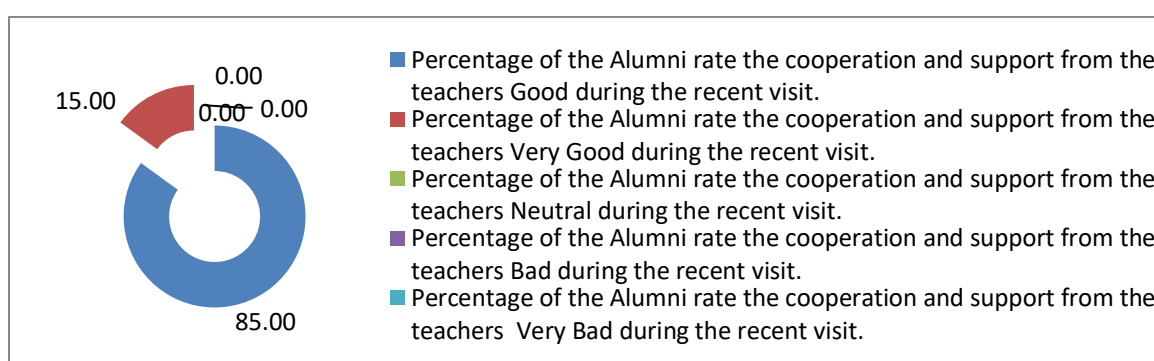 0.00
15.00
0.00
0.00
85.00
Percentage of the Alumni rate the cooperation and support from the
teachers Good during the recent visit.
Percentage of the Alumni rate the cooperation and support from the
teachers Very Good during the recent visit.
Percentage of the Alumni rate the cooperation and support from the
teachers Neutral during the recent visit.
Percentage of the Alumni rate the cooperation and support from the
teachers Bad during the recent visit.
Percentage of the Alumni rate the cooperation and support from the
teachers  Very Bad during the recent visit.